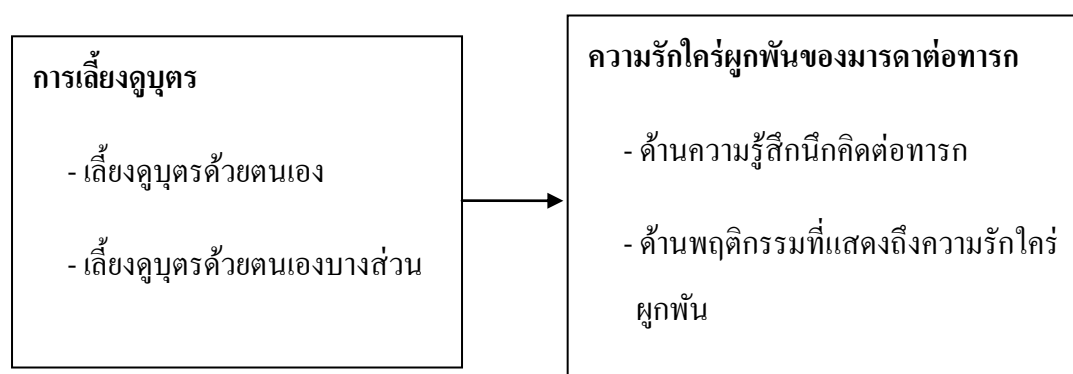 การเลี้ยงดูบุตร
- เลี้ยงดูบุตรด้วยตนเอง
- เลี้ยงดูบุตรด้วยตนเองบางส่วน
ความรักใคร่ผูกพันของมารดาต่อทารก
- ด้านความรู้สึกนึกคิดต่อทารก
- ด้านพฤติกรรมที่แสดงถึงความรักใคร่
ผูกพัน